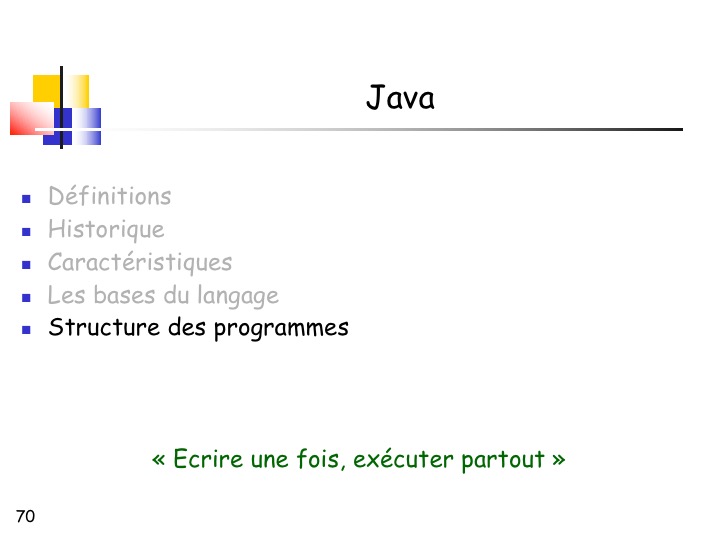 Java
Définitions
Historique
Caractéristiques
Les bases du langage
Structure des programmes
« Ecrire une fois, exécuter partout »
70